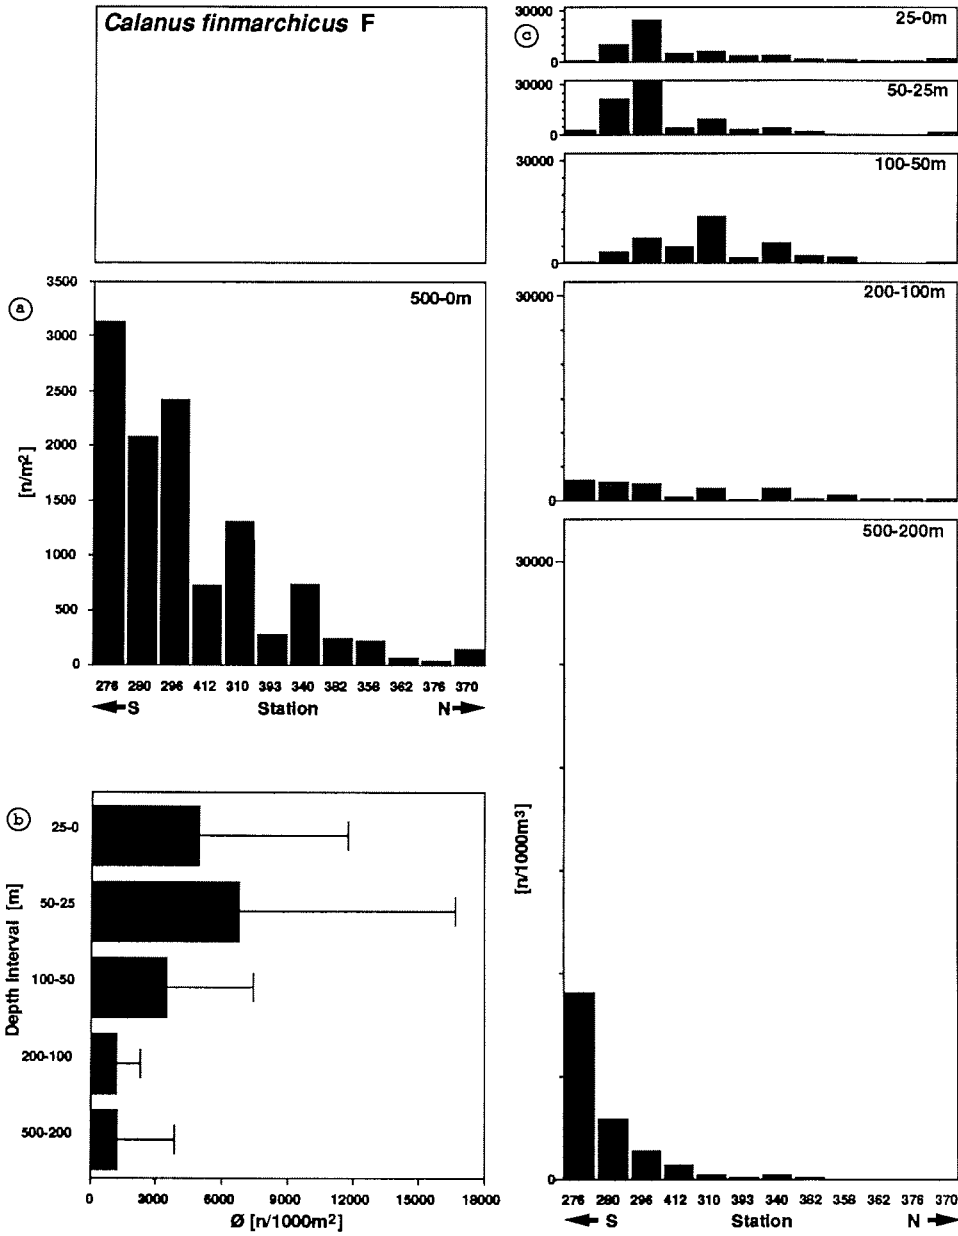 Calanus finmarchicus F
a
500-0m
3500
3000
2500
2000
1500
1000
500
0
[n/m²]
276 280 296 412 310 393 340 382 358 362 376 370
S Station N
b
25-0
50-25
100-50
200-100
500-200
Depth Interval [m]
0 3000 6000 9000 12000 15000 18000
Ø [n/1000m²]
c
30000
0
25-0m
30000
0
50-25m
30000
0
100-50m
30000
0
200-100m
30000
0
500-200m
[n/1000m³]
276 280 296 412 310 393 340 382 358 362 376 370
S Station N